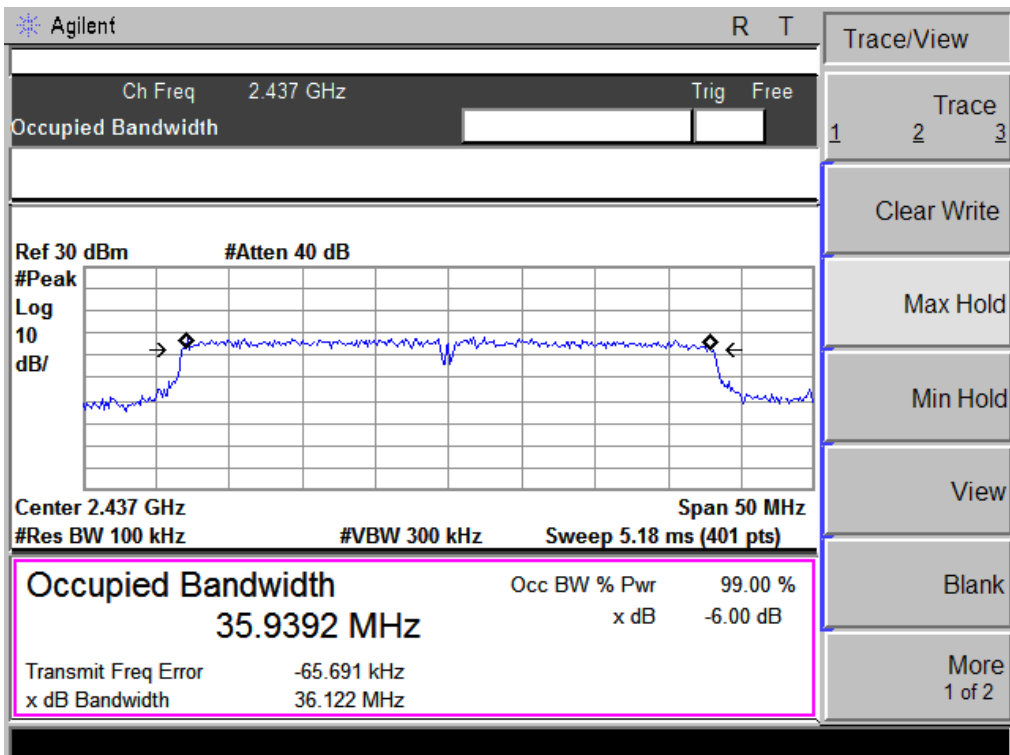 Agilent R T
Trace/View
Ch Freq 2.437 GHz Trig Free
Occupied Bandwidth
Trace
1 2 3
Clear Write
Max Hold
Min Hold
View
Blank
More
1 of 2
Ref 30 dBm #Atten 40 dB
#Peak
Log
10
dB/
Center 2.437 GHz Span 50 MHz
#Res BW 100 kHz #VBW 300 kHz Sweep 5.18 ms (401 pts)
Occupied Bandwidth Occ BW % Pwr 99.00 %
35.9392 MHz x dB -6.00 dB
Transmit Freq Error -65.691 kHz
x dB Bandwidth 36.122 MHz